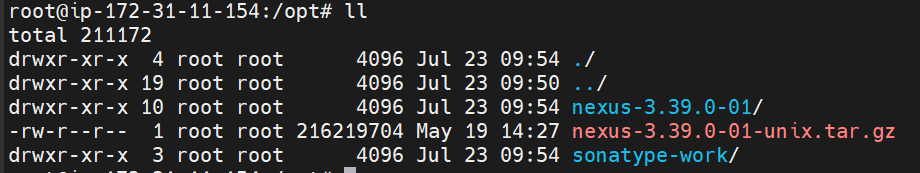 root@ip-172-31-11-154:/opt# ll
total 211172
drwxr-xr-x  4 root root      4096 Jul 23 09:54 ./
drwxr-xr-x 19 root root      4096 Jul 23 09:50 ../
drwxr-xr-x 10 root root      4096 Jul 23 09:54 nexus-3.39.0-01/
-rw-r--r--  1 root root 216219704 May 19 14:27 nexus-3.39.0-01-unix.tar.gz
drwxr-xr-x  3 root root      4096 Jul 23 09:54 sonatype-work/
root@ip-172-31-11-154:/opt#